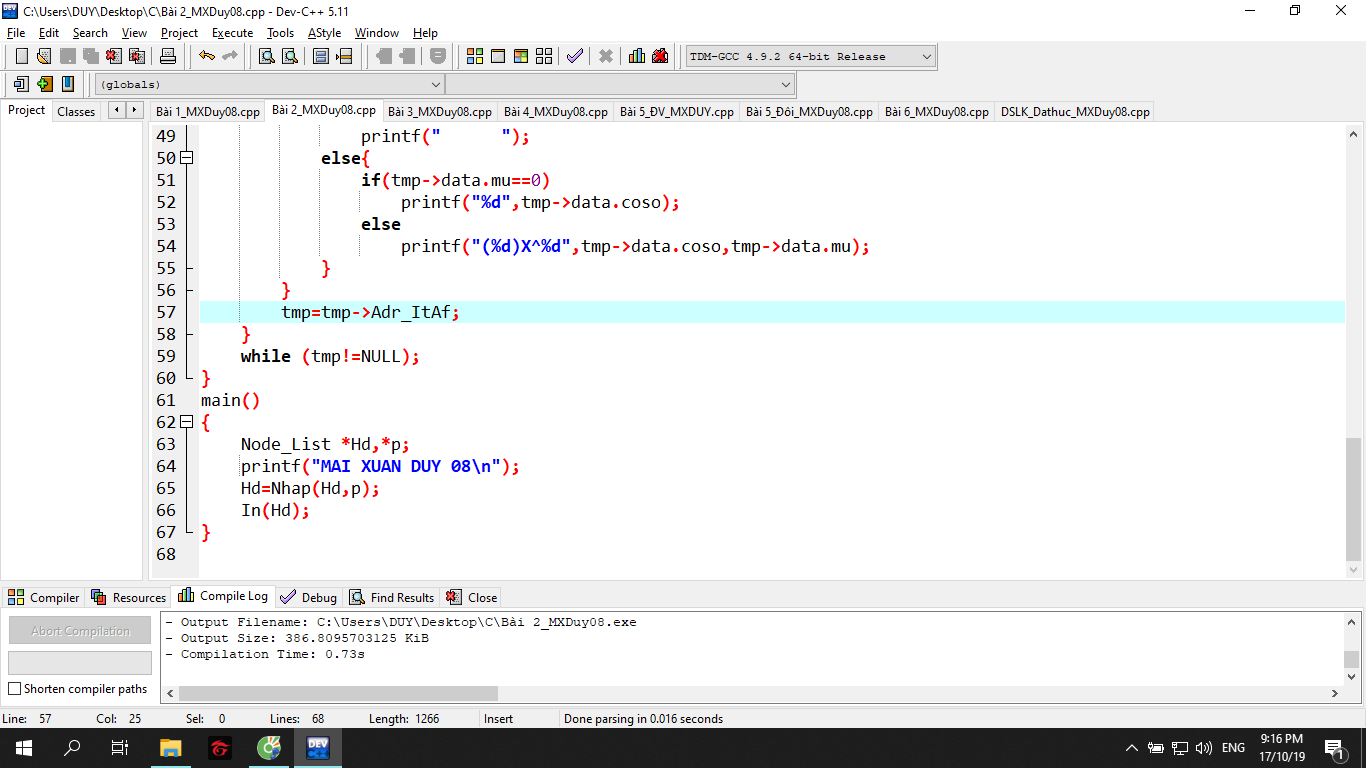 C:\Users\DUY\Desktop\C\Bài 2_MXDuy08.cpp - Dev-C++ 5.11
File Edit Search View Project Execute Tools AStyle Window Help
TDM-GCC 4.9.2 64-bit Release
(globals)
Project Classes Bài 1_MXDuy08.cpp Bài 2_MXDuy08.cpp Bài 3_MXDuy08.cpp Bài 4_MXDuy08.cpp Bài 5_ĐV_MXDUY.cpp Bài 5_Đôi_MXDuy08.cpp Bài 6_MXDuy08.cpp DSLK_Dathuc_MXDuy08.cpp
49 printf("      ");
50 else{
51 if(tmp->data.mu==0)
52 printf("%d",tmp->data.coso);
53 else
54 printf("(%d)X^%d",tmp->data.coso,tmp->data.mu);
55 }
56 }
57 tmp=tmp->Adr_ItAf;
58 }
59 while (tmp!=NULL);
60 }
61 main()
62 {
63 Node_List *Hd,*p;
64 printf("MAI XUAN DUY 08\n");
65 Hd=Nhap(Hd,p);
66 In(Hd);
67 }
68
Compiler Resources Compile Log Debug Find Results Close
Abort Compilation
Shorten compiler paths
- Output Filename: C:\Users\DUY\Desktop\C\Bài 2_MXDuy08.exe
- Output Size: 386.8095703125 KiB
- Compilation Time: 0.73s
Line: 57 Col: 25 Sel: 0 Lines: 68 Length: 1266 Insert Done parsing in 0.016 seconds
DEV C++
ENG
9:16 PM
17/10/19
1